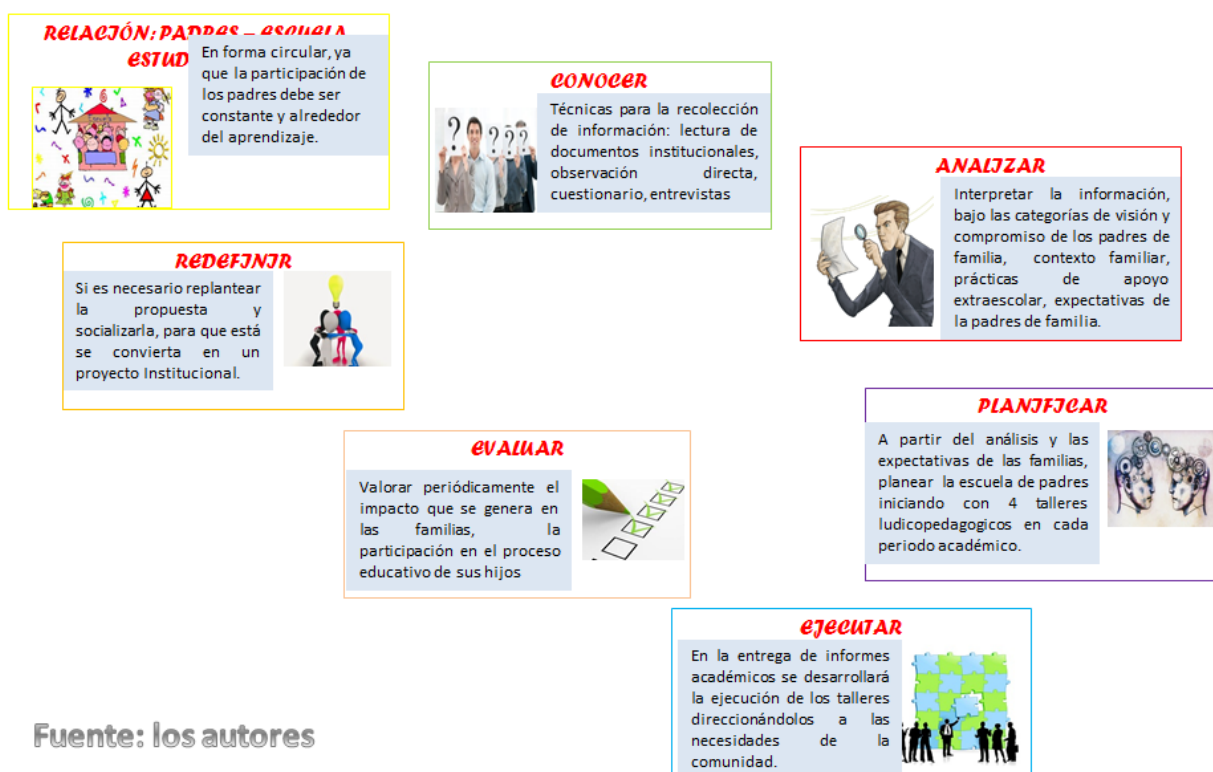 RELACIÓN: PADRES – ESCUELA
ESTUD
En forma circular, ya
que la participación de
los padres debe ser
constante y alrededor
del aprendizaje.
CONOCER
Técnicas para la recolección
de información: lectura de
documentos institucionales,
observación directa,
cuestionario, entrevistas
ANALIZAR
Interpretar la información,
bajo las categorías de visión y
compromiso de los padres de
familia, contexto familiar,
prácticas de apoyo
extraescolar, expectativas de
la padres de familia.
PLANIFICAR
A partir del análisis y las
expectativas de las familias,
planear la escuela de padres
iniciando con 4 talleres
ludicopedagogicos en cada
periodo académico.
EJECUTAR
En la entrega de informes
académicos se desarrollará
la ejecución de los talleres
direccionándolos a las
necesidades de la
comunidad.
EVALUAR
Valorar periódicamente el
impacto que se genera en
las familias, la
participación en el proceso
educativo de sus hijos
REDEFINIR
Si es necesario replantear
la propuesta y
socializarla, para que está
se convierta en un
proyecto Institucional.
Fuente: los autores